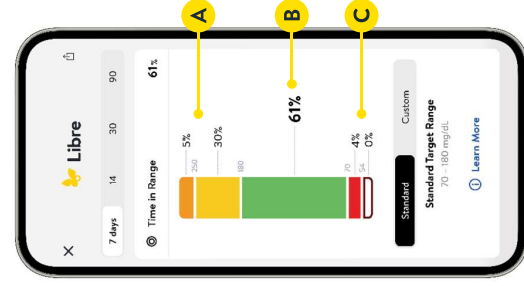 Libre
7 days 14 30 90
Time in Range 61%
5%
250
30%
180
61%
70
4%
54
0%
Standard Custom
Standard Target Range
70 - 180 mg/dL
Learn More
A
B
C